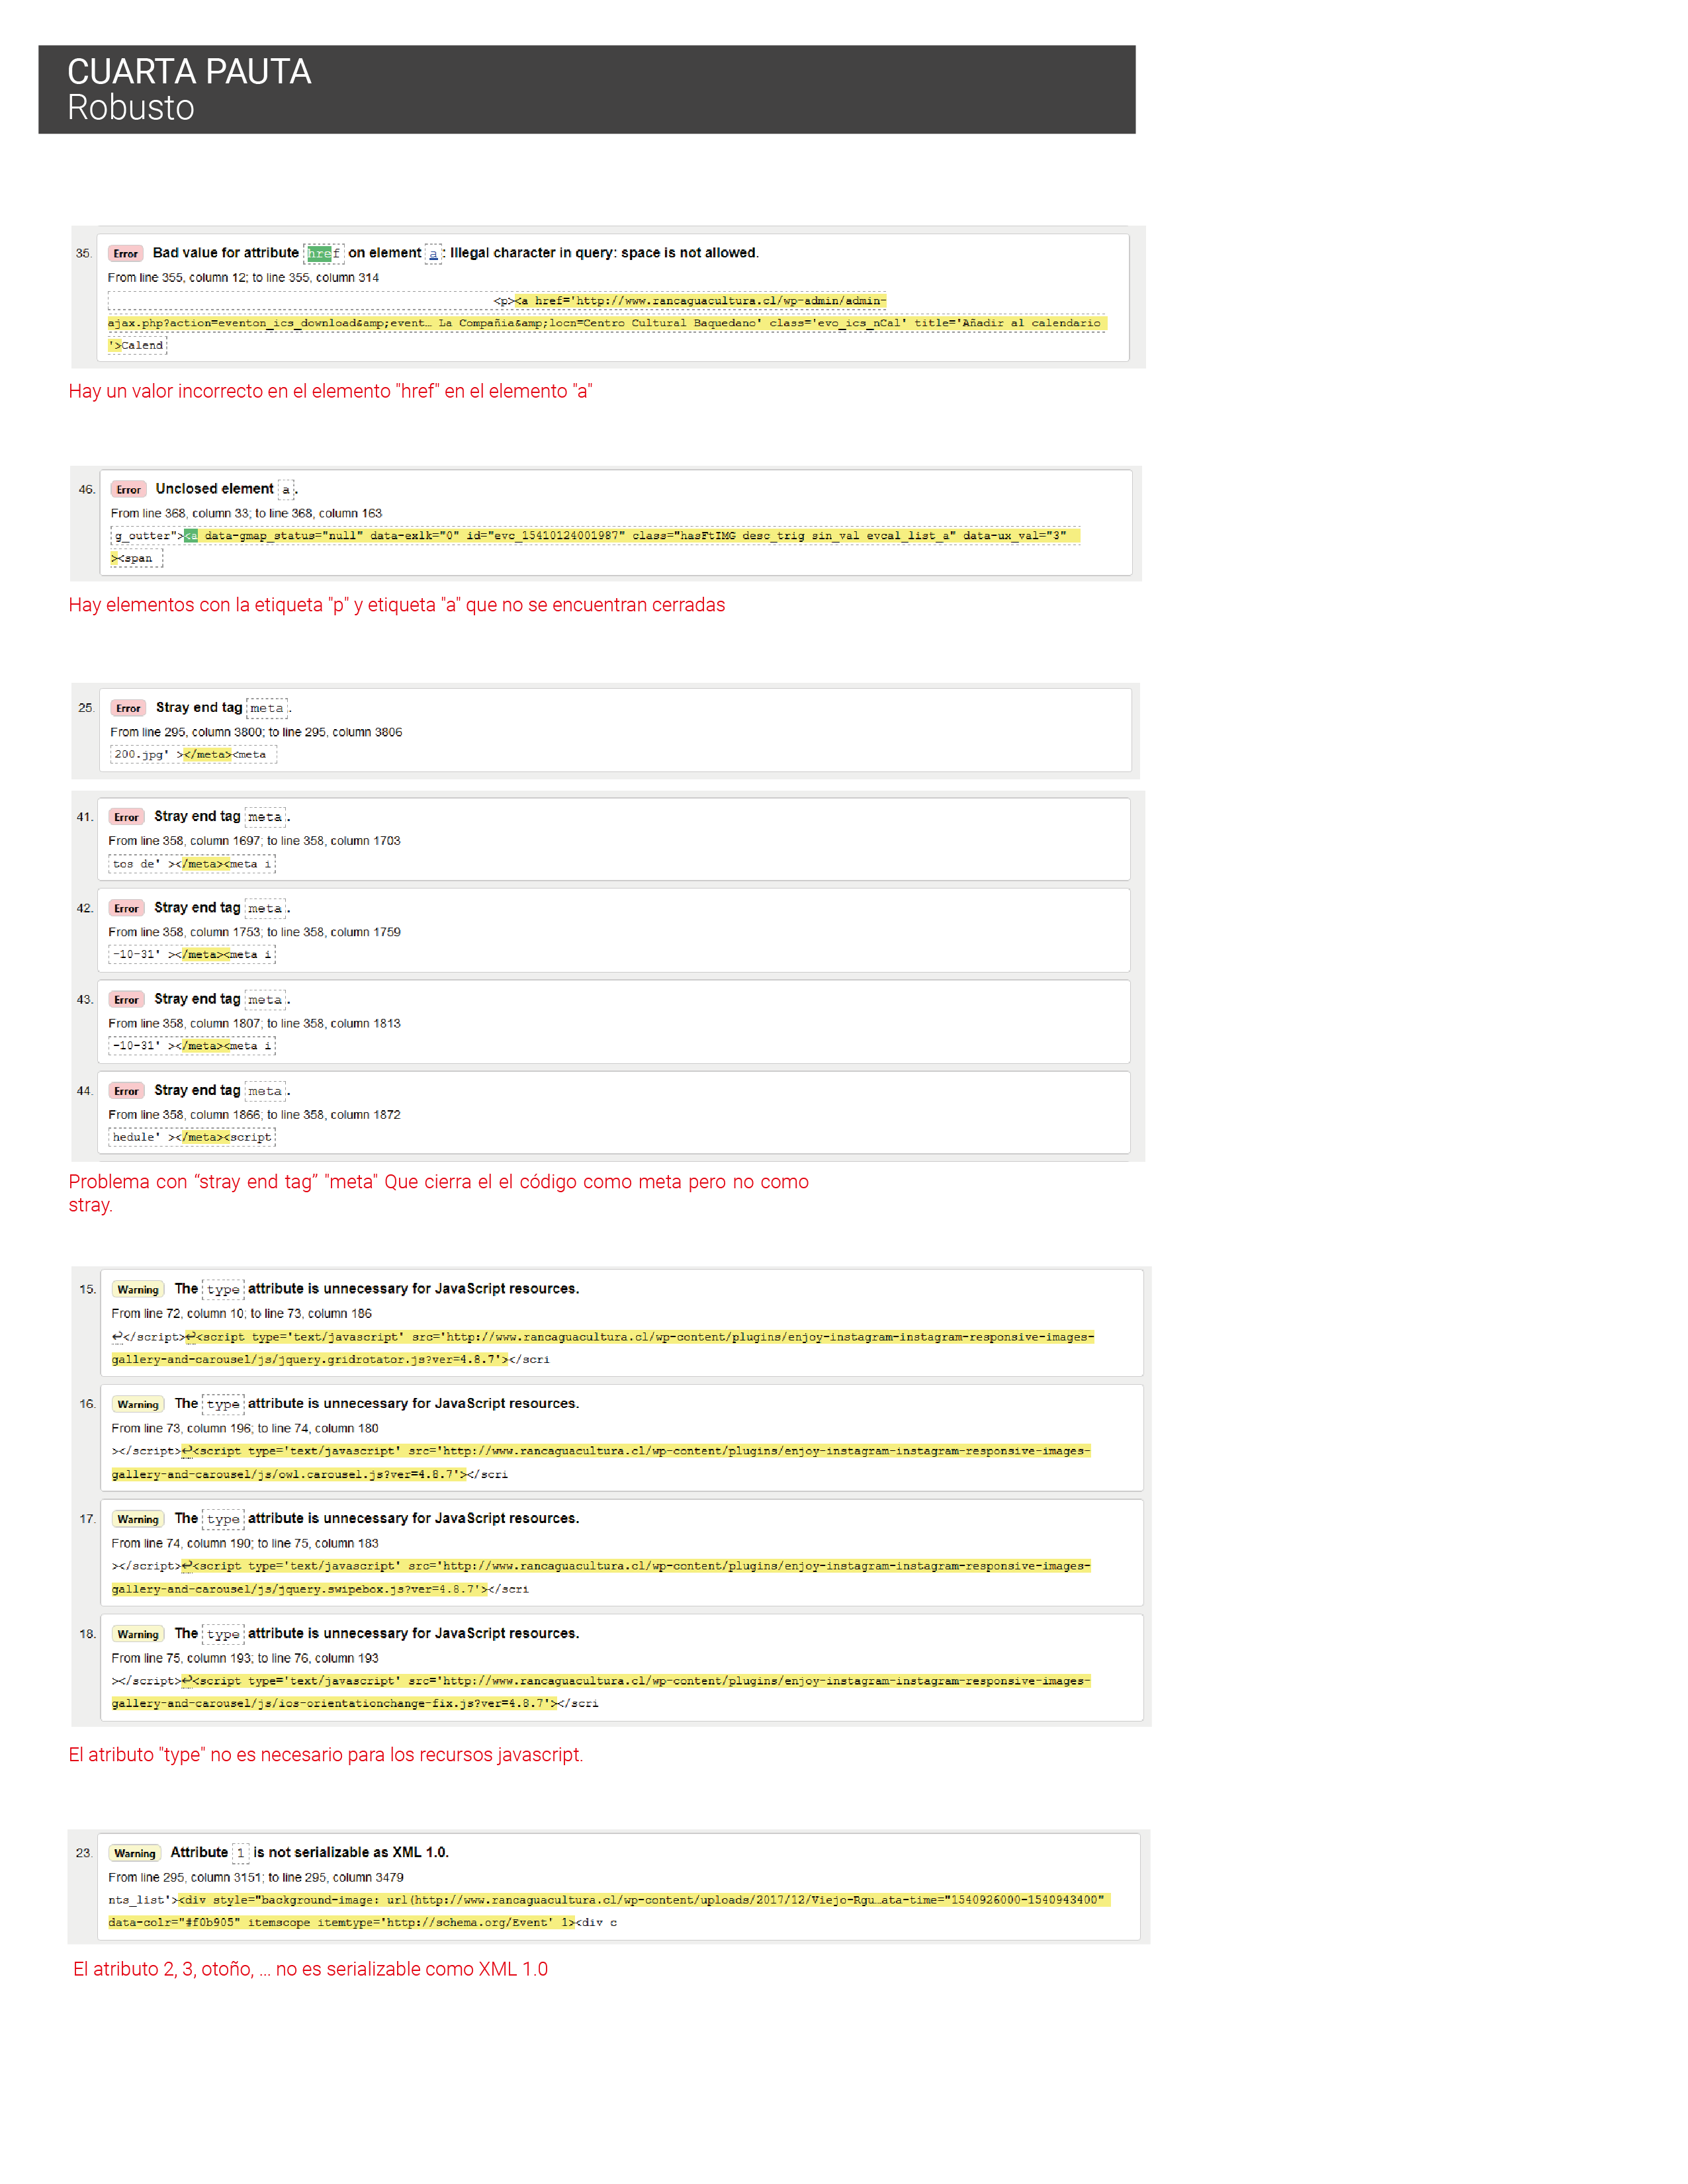 CUARTA PAUTA
Robusto
35. Error Bad value for attribute href on element a: Illegal character in query: space is not allowed.
From line 355, column 12; to line 355, column 314
<p><a href='http://www.rancaguacultura.cl/wp-admin/admin-
ajax.php?action=eventon_ics_download&amp;event… La Compañia&amp;locn=Centro Cultural Baquedano' class='evo_ics_nCal' title='Añadir al calendario
'>Calend
Hay un valor incorrecto en el elemento "href" en el elemento "a"
46. Error Unclosed element a.
From line 368, column 33; to line 368, column 163
g_outter"><a data-gmap_status="null" data-exlk="0" id="evc_15410124001987" class="hasFtIMG desc_trig sin_val evcal_list_a" data-ux_val="3"
><span
Hay elementos con la etiqueta "p" y etiqueta "a" que no se encuentran cerradas
25. Error Stray end tag meta.
From line 295, column 3800; to line 295, column 3806
200.jpg' ></meta><meta
41. Error Stray end tag meta.
From line 358, column 1697; to line 358, column 1703
tos de' ></meta><meta i
42. Error Stray end tag meta.
From line 358, column 1753; to line 358, column 1759
-10-31' ></meta><meta i
43. Error Stray end tag meta.
From line 358, column 1807; to line 358, column 1813
-10-31' ></meta><meta i
44. Error Stray end tag meta.
From line 358, column 1866; to line 358, column 1872
hedule' ></meta><script
Problema con “stray end tag” "meta" Que cierra el el código como meta pero no como
stray.
15. Warning The type attribute is unnecessary for JavaScript resources.
From line 72, column 10; to line 73, column 186
↩</script>↩<script type='text/javascript' src='http://www.rancaguacultura.cl/wp-content/plugins/enjoy-instagram-instagram-responsive-images-
gallery-and-carousel/js/jquery.gridrotator.js?ver=4.8.7'></scri
16. Warning The type attribute is unnecessary for JavaScript resources.
From line 73, column 196; to line 74, column 180
></script>↩<script type='text/javascript' src='http://www.rancaguacultura.cl/wp-content/plugins/enjoy-instagram-instagram-responsive-images-
gallery-and-carousel/js/owl.carousel.js?ver=4.8.7'></scri
17. Warning The type attribute is unnecessary for JavaScript resources.
From line 74, column 190; to line 75, column 183
></script>↩<script type='text/javascript' src='http://www.rancaguacultura.cl/wp-content/plugins/enjoy-instagram-instagram-responsive-images-
gallery-and-carousel/js/jquery.swipebox.js?ver=4.8.7'></scri
18. Warning The type attribute is unnecessary for JavaScript resources.
From line 75, column 193; to line 76, column 193
></script>↩<script type='text/javascript' src='http://www.rancaguacultura.cl/wp-content/plugins/enjoy-instagram-instagram-responsive-images-
gallery-and-carousel/js/ios-orientationchange-fix.js?ver=4.8.7'></scri
El atributo "type" no es necesario para los recursos javascript.
23. Warning Attribute 1 is not serializable as XML 1.0.
From line 295, column 3151; to line 295, column 3479
nts_list'><div style="background-image: url(http://www.rancaguacultura.cl/wp-content/uploads/2017/12/Viejo-Rgu…ata-time="1540926000-1540943400"
data-colr="#f0b905" itemscope itemtype='http://schema.org/Event' 1><div c
El atributo 2, 3, otoño, ... no es serializable como XML 1.0